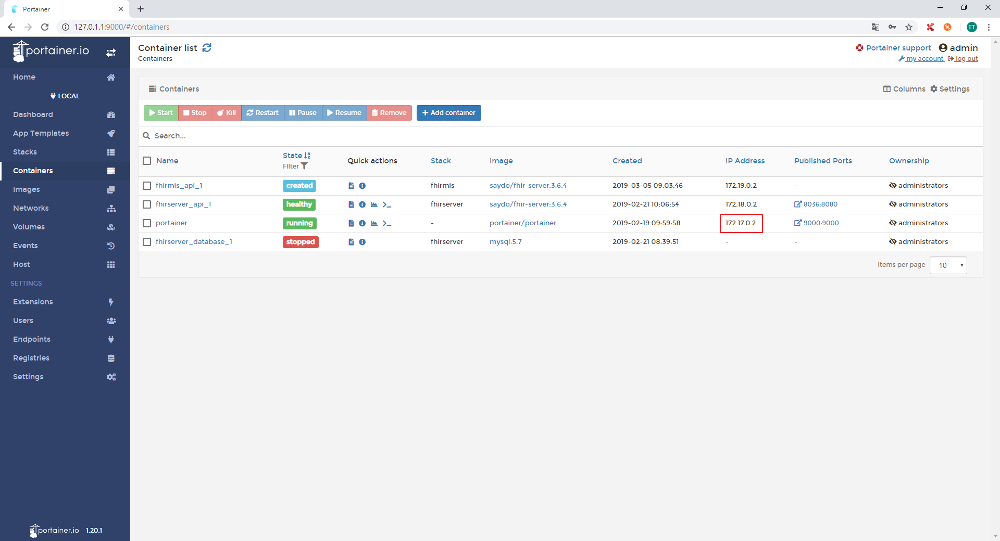 Portainer
127.0.1.1:9000/#/containers
ET
portainer.io
Container list
Containers
Portainer support
admin
my account
log out
Home
LOCAL
Dashboard
App Templates
Stacks
Containers
Images
Networks
Volumes
Events
Host
SETTINGS
Extensions
Users
Endpoints
Registries
Settings
portainer.io 1.20.1
Containers
Columns Settings
Start Stop Kill Restart Pause Resume Remove Add container
Search...
Name State Quick actions Stack Image Created IP Address Published Ports Ownership
Filter
fhirmis_api_1 created fhirmis saydo/fhir-server:3.6.4 2019-03-05 09:03:46 172.19.0.2 - administrators
fhirserver_api_1 healthy fhirserver saydo/fhir-server:3.6.4 2019-02-21 10:06:54 172.18.0.2 8036:8080 administrators
portainer running - portainer/portainer 2019-02-19 09:59:58 172.17.0.2 9000:9000 administrators
fhirserver_database_1 stopped fhirserver mysql:5.7 2019-02-21 08:39:51 - - administrators
Items per page 10